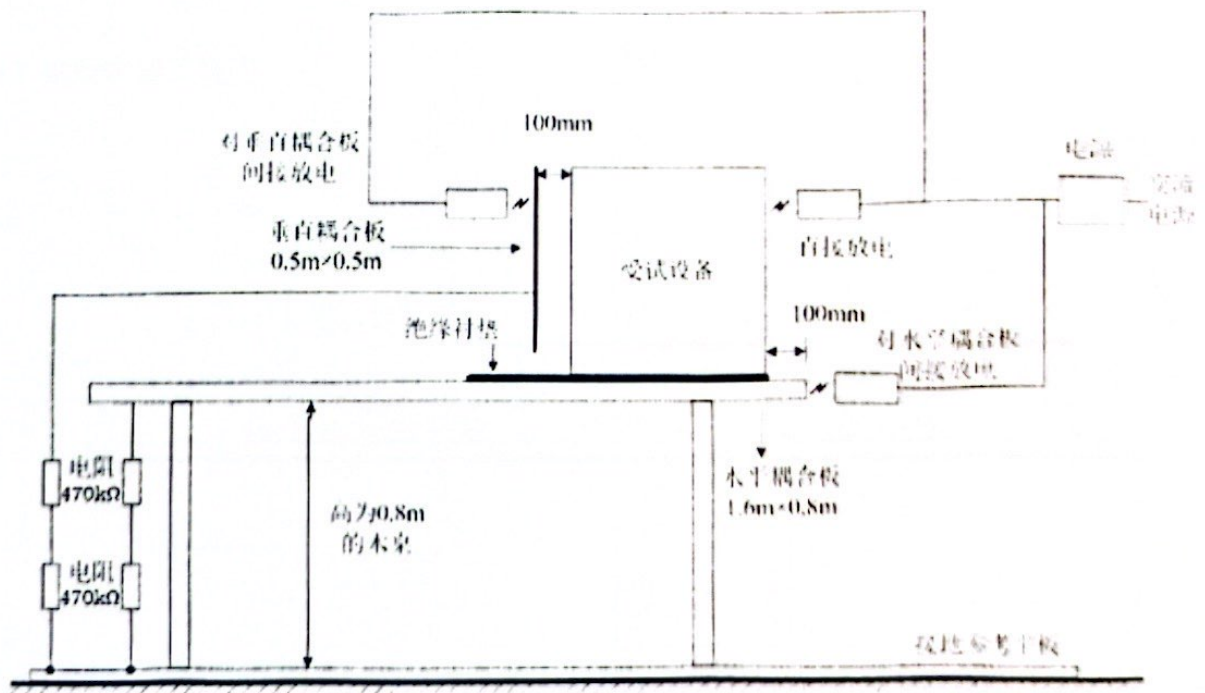 100mm
对垂直耦合板
间接放电
电源
交流
电源
垂直耦合板
0.5m×0.5m
直接放电
受试设备
100mm
绝缘衬垫
对水平耦合板
间接放电
水平耦合板
1.6m×0.8m
电阻
470kΩ
高为0.8m
的木桌
电阻
470kΩ
接地参考平板